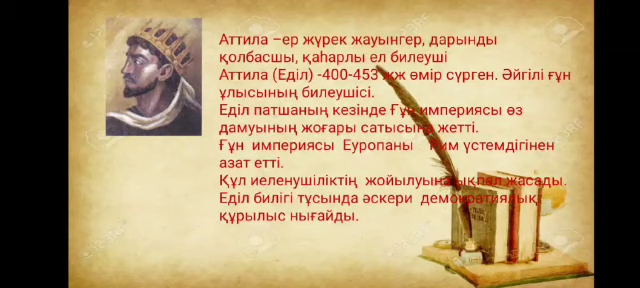 Аттила –ер жүрек жауынгер, дарынды
қолбасшы, қаһарлы ел билеуші
Аттила (Еділ) -400-453 жж өмір сүрген. Әйгілі ғұн
ұлысының билеушісі.
Еділ патшаның кезінде Ғұн империясы өз
дамуының жоғары сатысына жетті.
Ғұн империясы Еуропаны Рим үстемдігінен
азат етті.
Құл иеленушіліктің жойылуына ықпал жасады.
Еділ билігі тұсында әскери демократиялық
құрылыс нығайды.